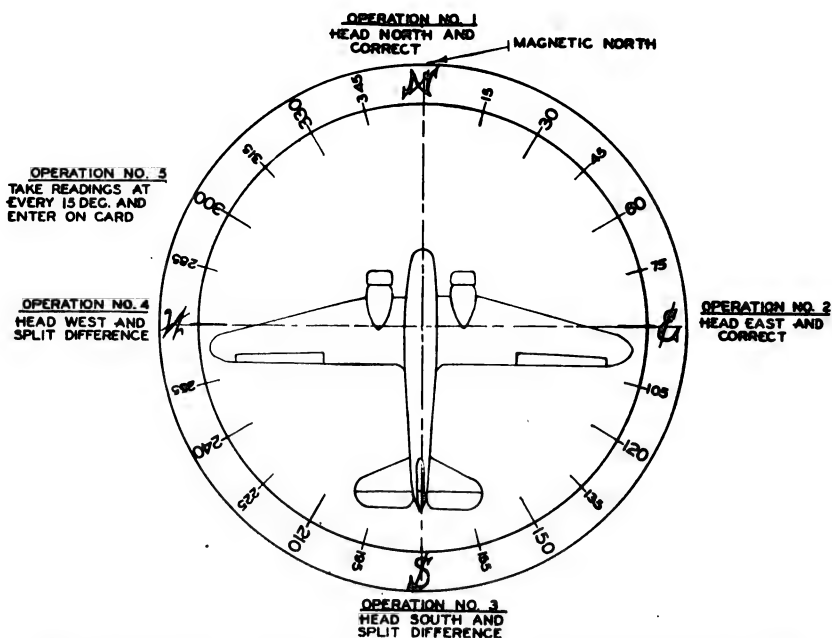 OPERATION NO. 1
HEAD NORTH AND
CORRECT
MAGNETIC NORTH
N
15
30
45
60
75
E
105
120
135
150
165
S
195
210
225
240
255
W
285
300
315
330
345
OPERATION NO. 5
TAKE READINGS AT
EVERY 15 DEG. AND
ENTER ON CARD
OPERATION NO. 4
HEAD WEST AND
SPLIT DIFFERENCE
OPERATION NO. 2
HEAD EAST AND
CORRECT
OPERATION NO. 3
HEAD SOUTH AND
SPLIT DIFFERENCE